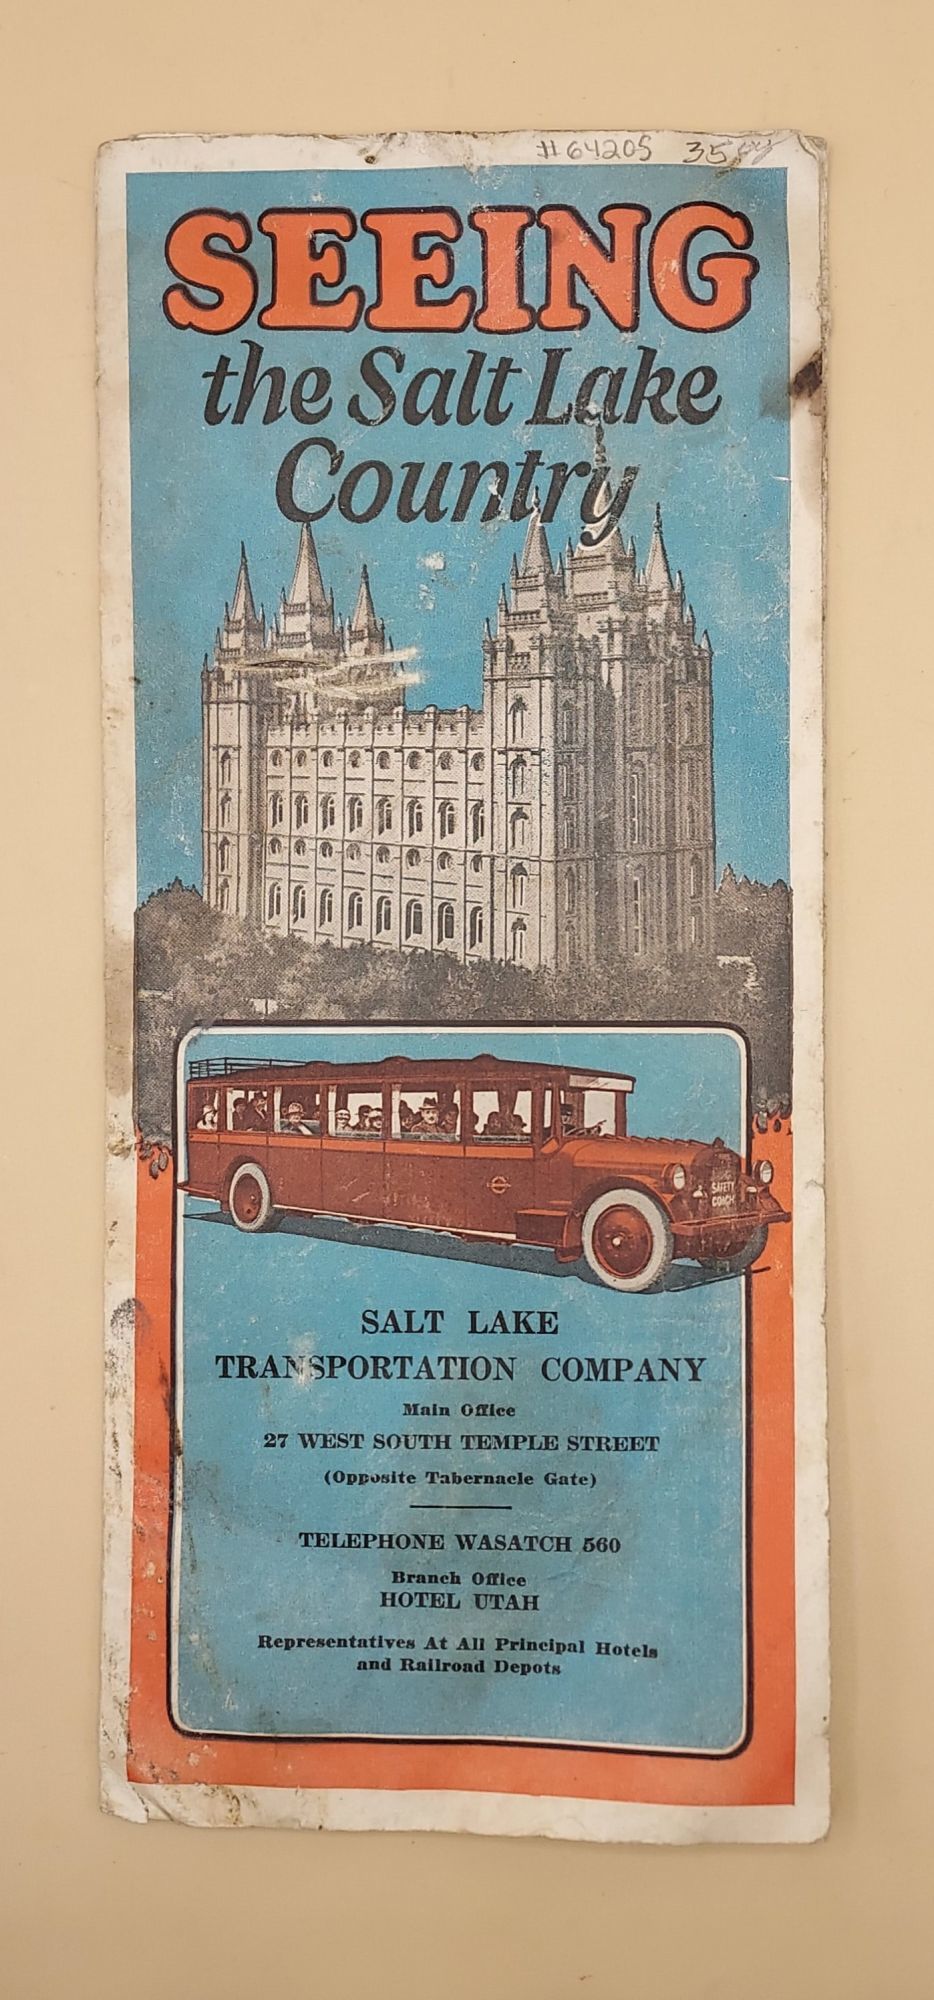 #64205 35
SEEING
the Salt Lake
Country
SAFETY
COACH
SALT LAKE
TRANSPORTATION COMPANY
Main Office
27 WEST SOUTH TEMPLE STREET
(Opposite Tabernacle Gate)
TELEPHONE WASATCH 560
Branch Office
HOTEL UTAH
Representatives At All Principal Hotels
and Railroad Depots